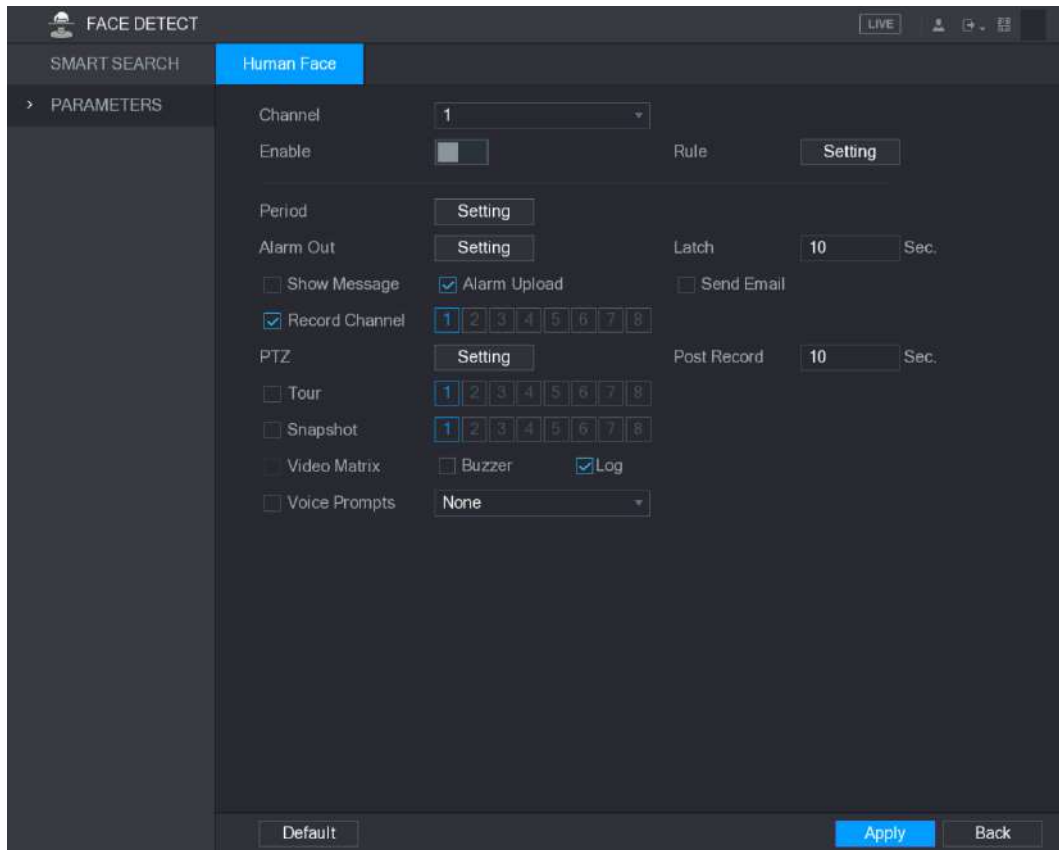 FACE DETECT LIVE
SMART SEARCH Human Face
PARAMETERS
Channel 1
Enable Rule Setting
Period Setting
Alarm Out Setting Latch 10 Sec.
Show Message Alarm Upload Send Email
Record Channel 1 2 3 4 5 6 7 8
PTZ Setting Post Record 10 Sec.
Tour 1 2 3 4 5 6 7 8
Snapshot 1 2 3 4 5 6 7 8
Video Matrix Buzzer Log
Voice Prompts None
Default Apply Back